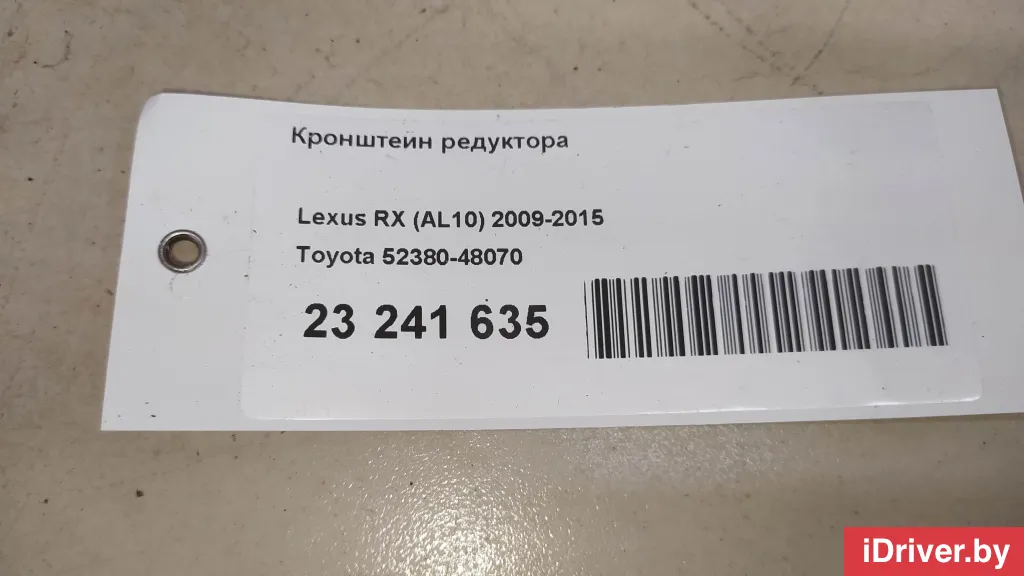 Кронштейн редуктора
Lexus RX (AL10) 2009-2015
Toyota 52380-48070
23 241 635
iDriver.by